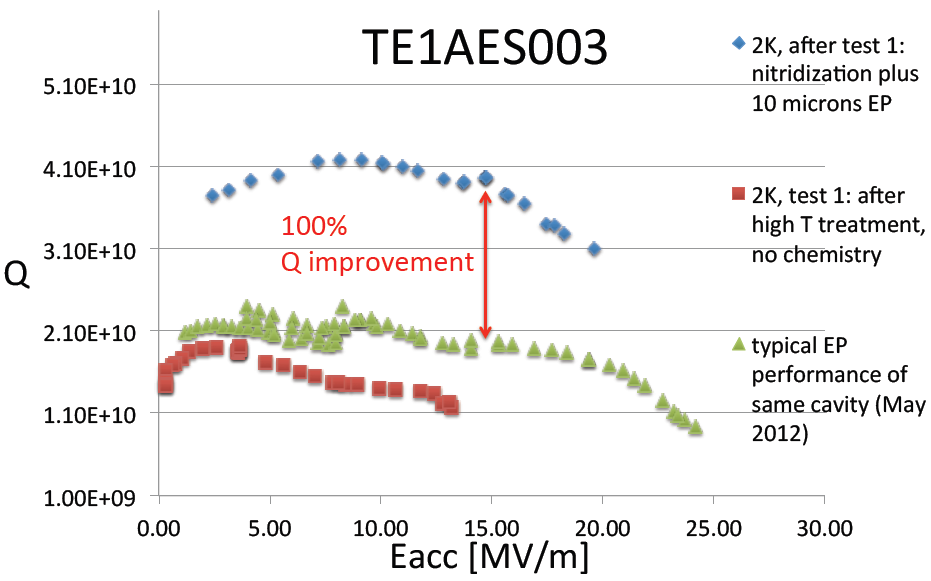 TE1AES003
2K, after test 1:
nitridization plus
10 microns EP
2K, test 1: after
high T treatment,
no chemistry
typical EP
performance of
same cavity (May
2012)
100%
Q improvement
Q
5.10E+10
4.10E+10
3.10E+10
2.10E+10
1.10E+10
1.00E+09
0.00 5.00 10.00 15.00 20.00 25.00 30.00
Eacc [MV/m]